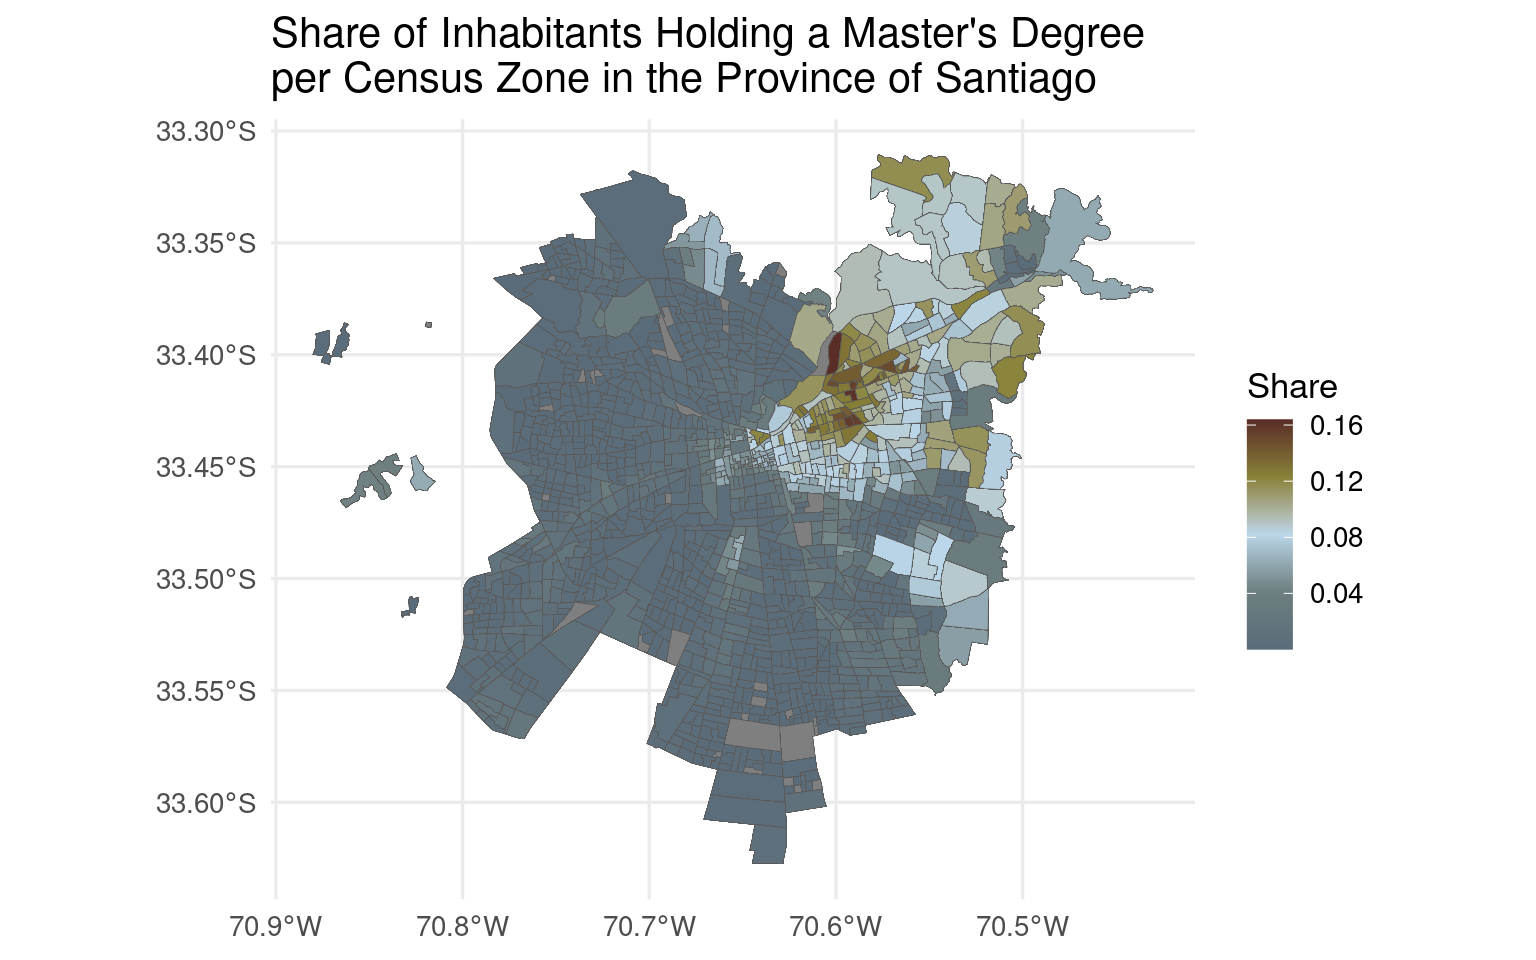 Share of Inhabitants Holding a Master's Degree
per Census Zone in the Province of Santiago
33.30°S
33.35°S
33.40°S
33.45°S
33.50°S
33.55°S
33.60°S
70.9°W
70.8°W
70.7°W
70.6°W
70.5°W
Share
0.16
0.12
0.08
0.04